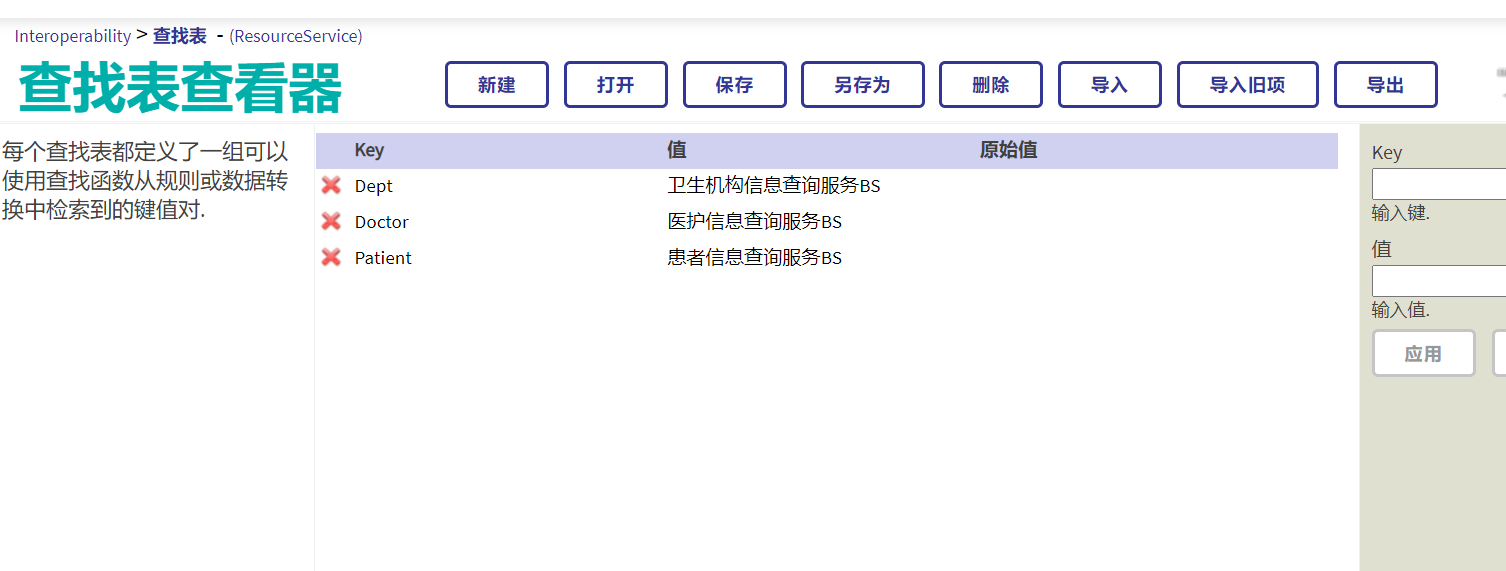 Interoperability > 查找表 - (ResourceService)
查找表查看器
新建 打开 保存 另存为 删除 导入 导入旧项 导出
每个查找表都定义了一组可以
使用查找函数从规则或数据转
换中检索到的键值对.
Key 值 原始值
Dept 卫生机构信息查询服务BS
Doctor 医护信息查询服务BS
Patient 患者信息查询服务BS
Key
输入键.
值
输入值.
应用